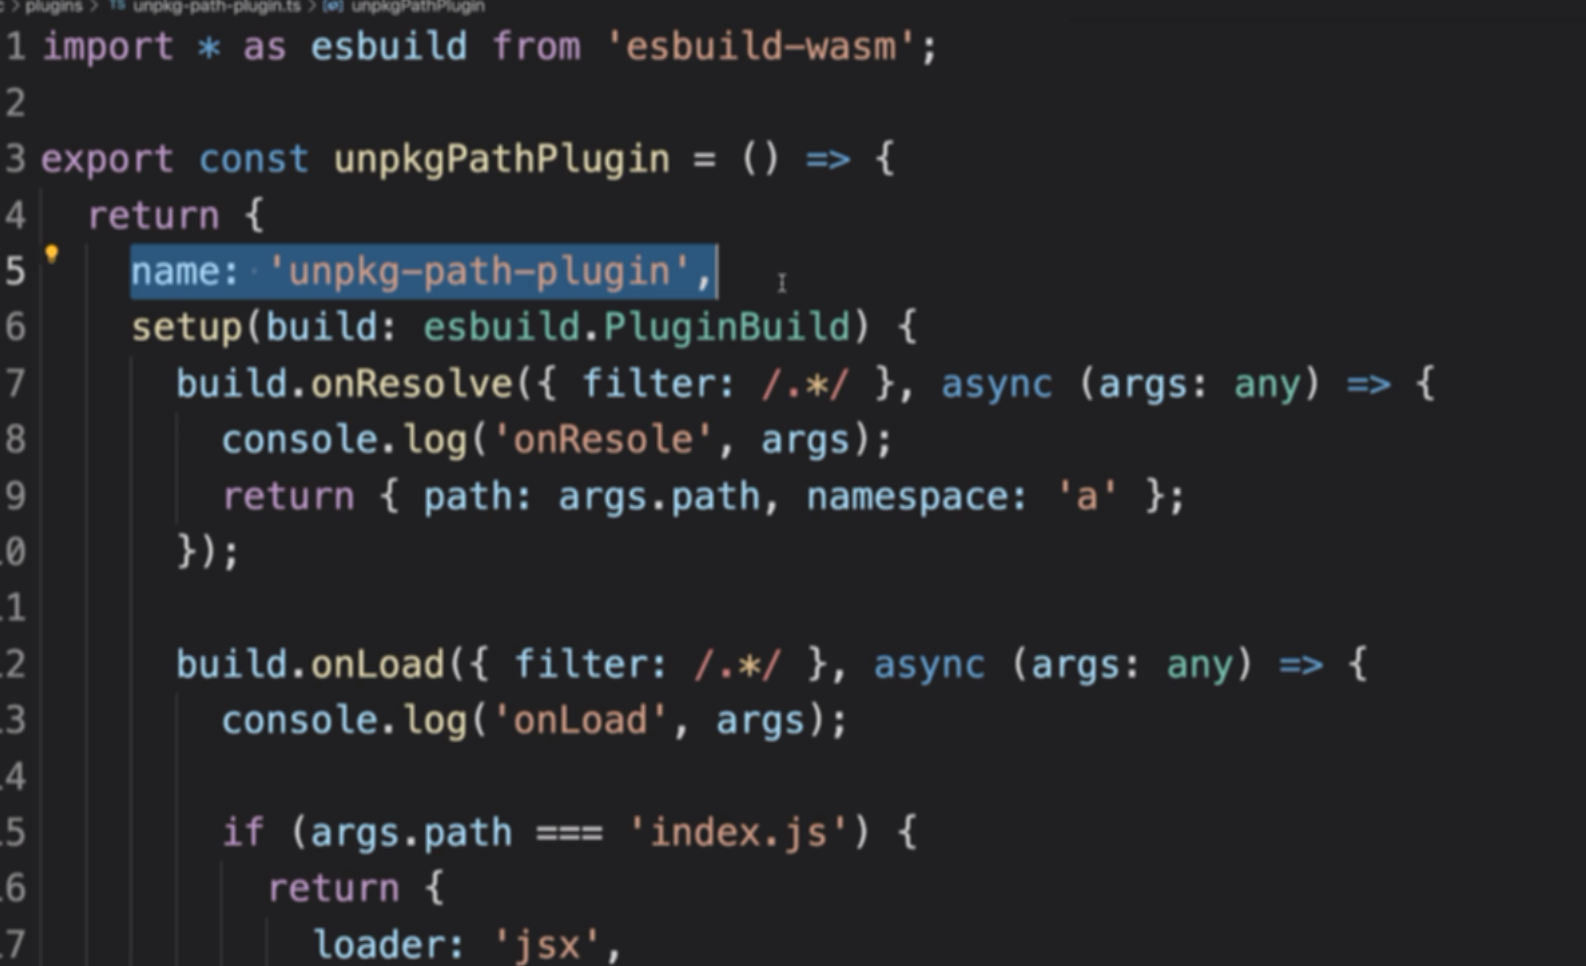 c > plugins > TS unpkg-path-plugin.ts > unpkgPathPlugin
1 import * as esbuild from 'esbuild-wasm';
2
3 export const unpkgPathPlugin = () => {
4 return {
5 name: 'unpkg-path-plugin',
6 setup(build: esbuild.PluginBuild) {
7 build.onResolve({ filter: /.*/ }, async (args: any) => {
8 console.log('onResole', args);
9 return { path: args.path, namespace: 'a' };
10 });
11
12 build.onLoad({ filter: /.*/ }, async (args: any) => {
13 console.log('onLoad', args);
14
15 if (args.path === 'index.js') {
16 return {
17 loader: 'jsx',